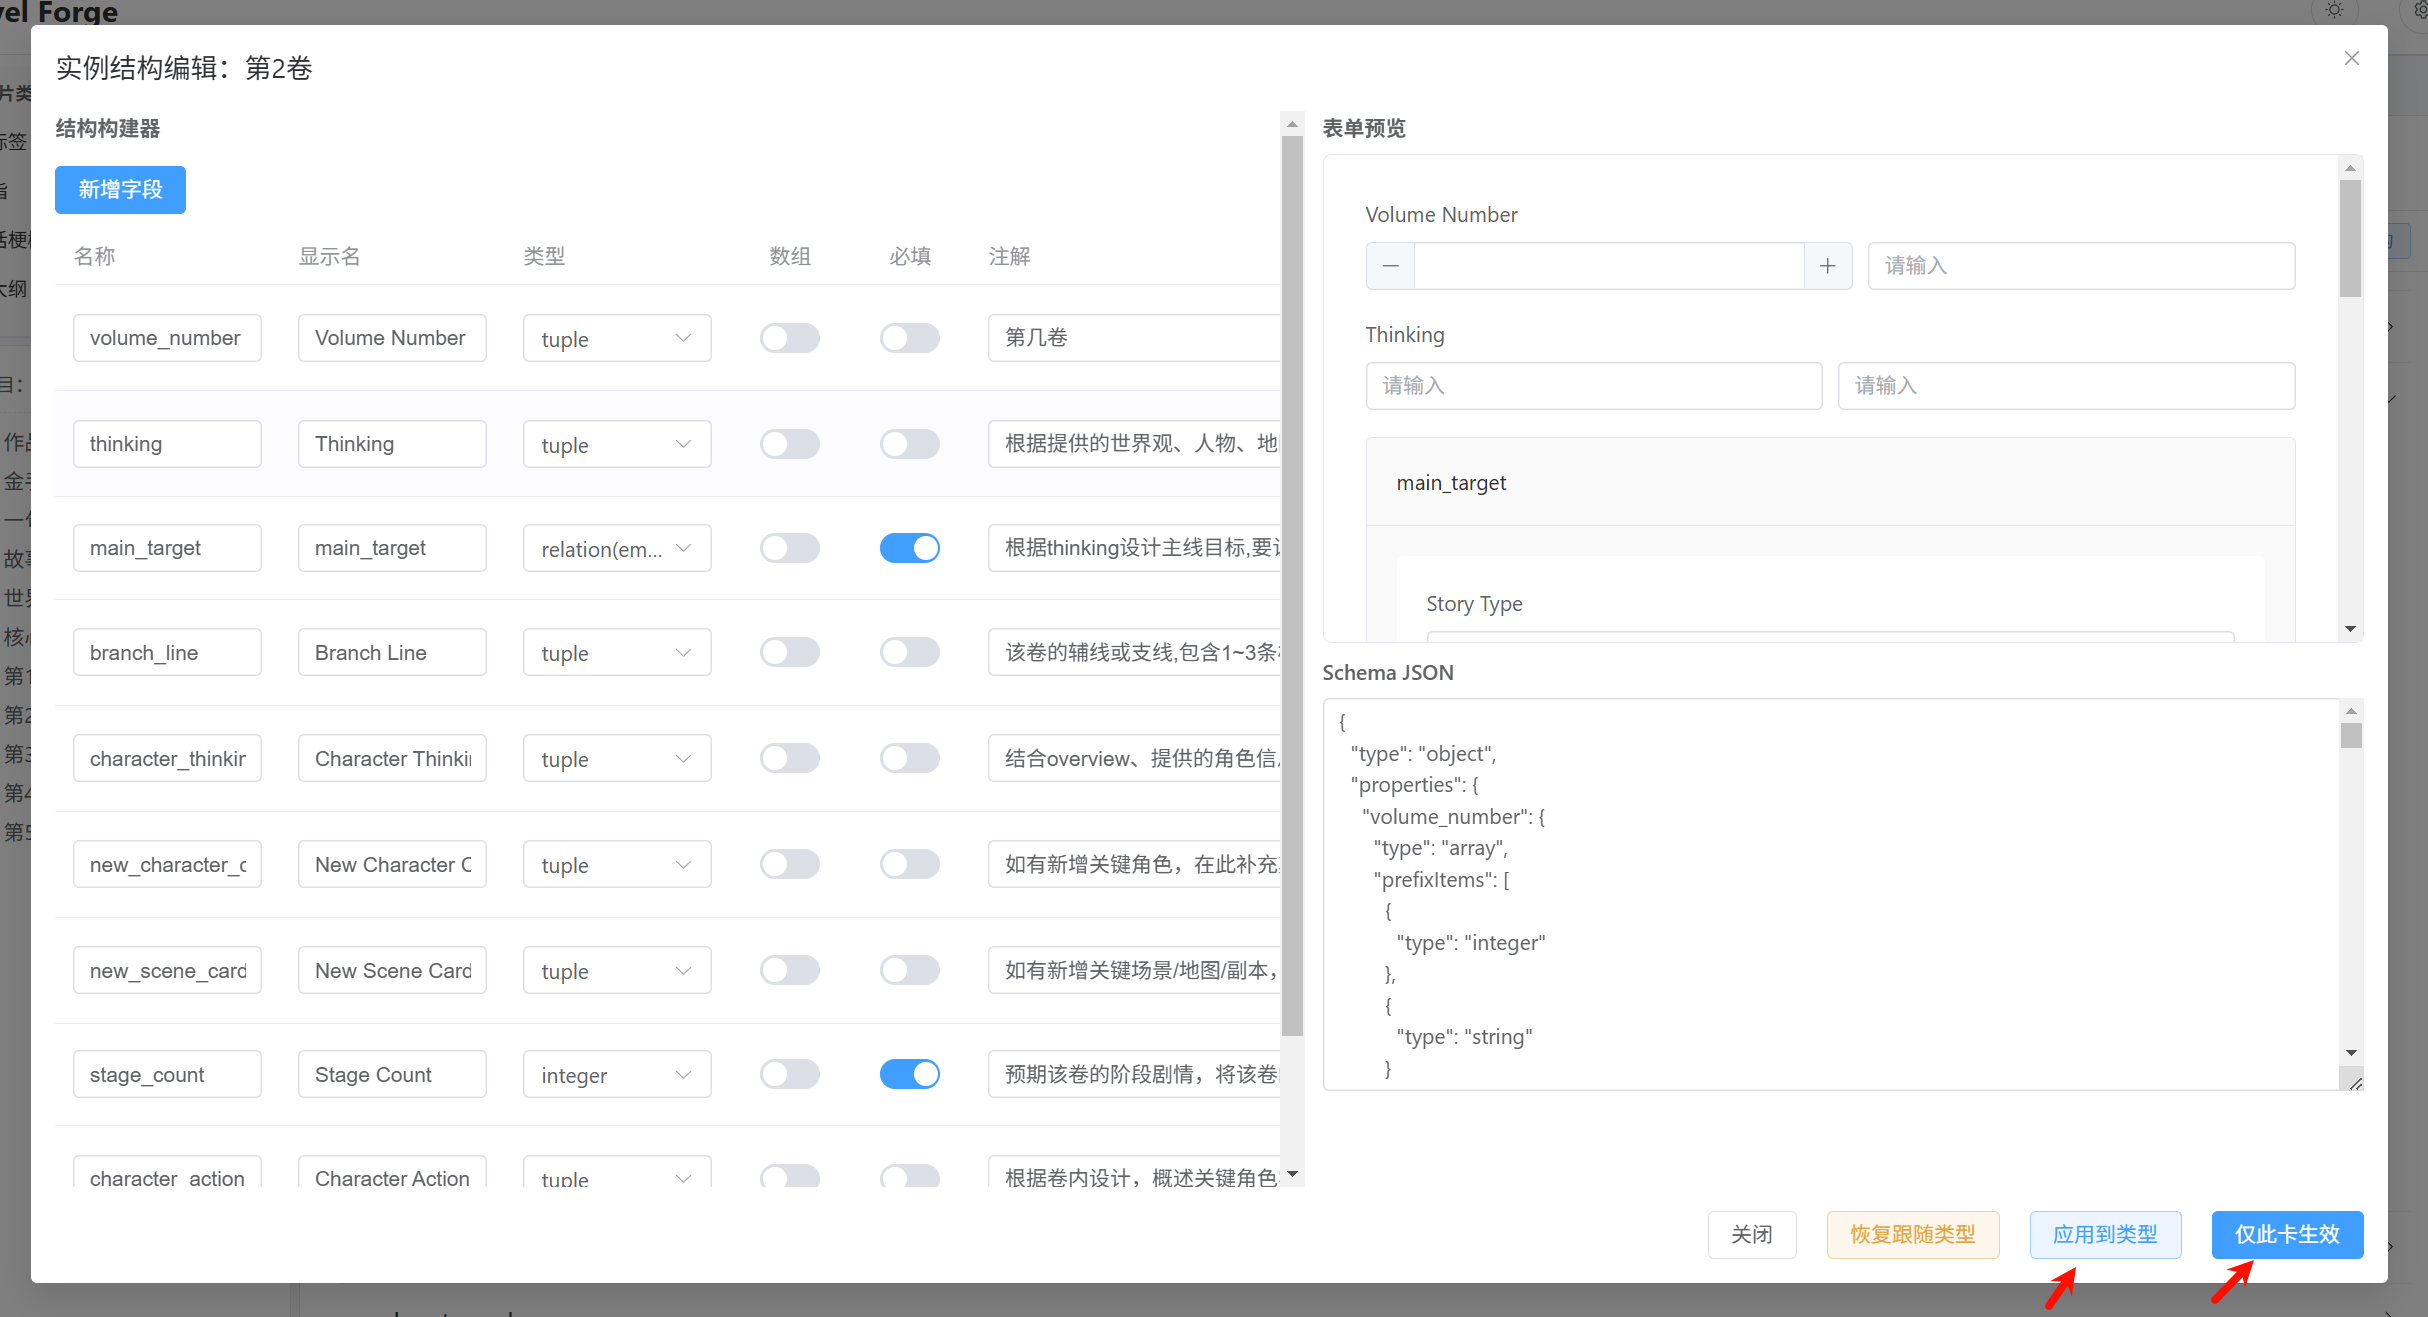 Forge
实例结构编辑：第2卷
结构构建器
新增字段
名称 显示名 类型 数组 必填 注解
volume_number Volume Number tuple 第几卷
thinking Thinking tuple 根据提供的世界观、人物、地
main_target main_target relation(em... 根据thinking设计主线目标,要
branch_line Branch Line tuple 该卷的辅线或支线,包含1~3条
character_thinkin Character Thinki tuple 结合overview、提供的角色信
new_character_c New Character C tuple 如有新增关键角色，在此补充
new_scene_card New Scene Card tuple 如有新增关键场景/地图/副本，
stage_count Stage Count integer 预期该卷的阶段剧情，将该卷
character_action Character Action tuple 根据卷内设计，概述关键角色
表单预览
Volume Number
请输入
Thinking
请输入 请输入
main_target
Story Type
Schema JSON
{
"type": "object",
"properties": {
"volume_number": {
"type": "array",
"prefixItems": [
{
"type": "integer"
},
{
"type": "string"
}
关闭 恢复跟随类型 应用到类型 仅此卡生效